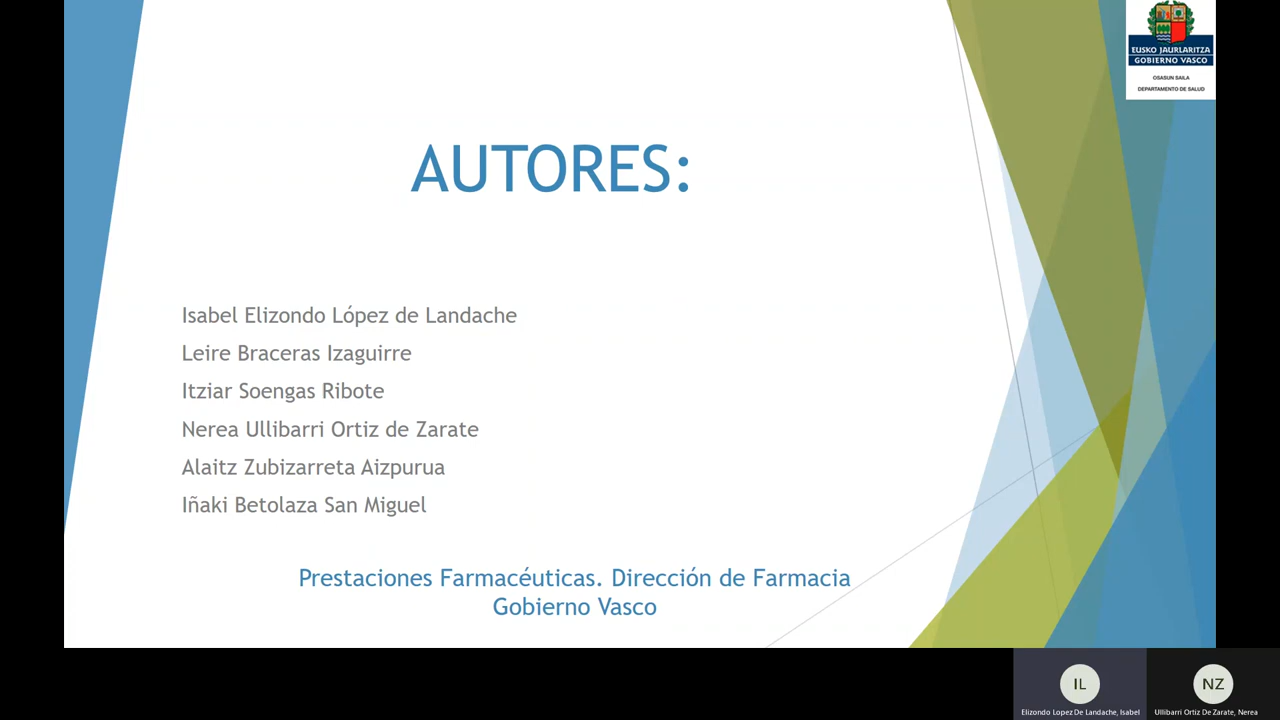 EUSKO JAURLARITZA
GOBIERNO VASCO
OSASUN SAILA
DEPARTAMENTO DE SALUD
AUTORES:
Isabel Elizondo López de Landache
Leire Braceras Izaguirre
Itziar Soengas Ribote
Nerea Ullibarri Ortiz de Zarate
Alaitz Zubizarreta Aizpurua
Iñaki Betolaza San Miguel
Prestaciones Farmacéuticas. Dirección de Farmacia
Gobierno Vasco
IL
NZ
Elizondo Lopez De Landache, Isabel
Ullibarri Ortiz De Zarate, Nerea